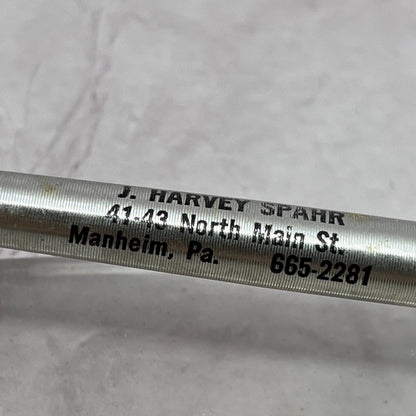 J. HARVEY SPAHR
41-43 North Main St.
Manheim, Pa. 665-2281